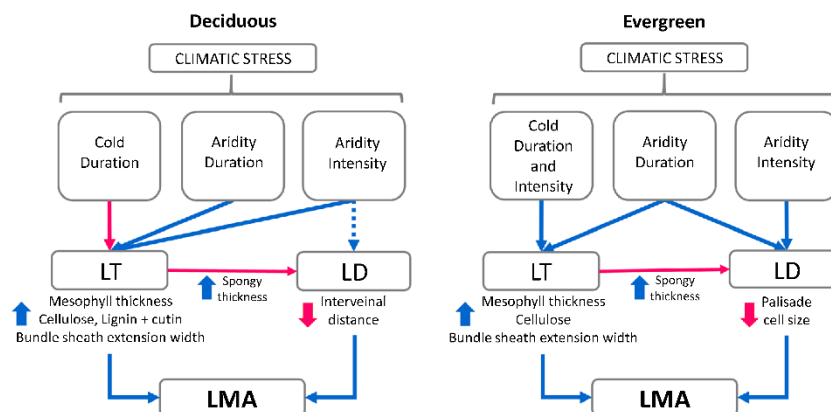 Deciduous
CLIMATIC STRESS
Cold
Duration
Aridity
Duration
Aridity
Intensity
LT
Spongy
thickness
LD
Mesophyll thickness
Cellulose, Lignin + cutin
Bundle sheath extension width
Interveinal
distance
LMA
Evergreen
CLIMATIC STRESS
Cold
Duration
and
Intensity
Aridity
Duration
Aridity
Intensity
LT
Spongy
thickness
LD
Mesophyll thickness
Cellulose
Bundle sheath extension width
Palisade
cell size
LMA